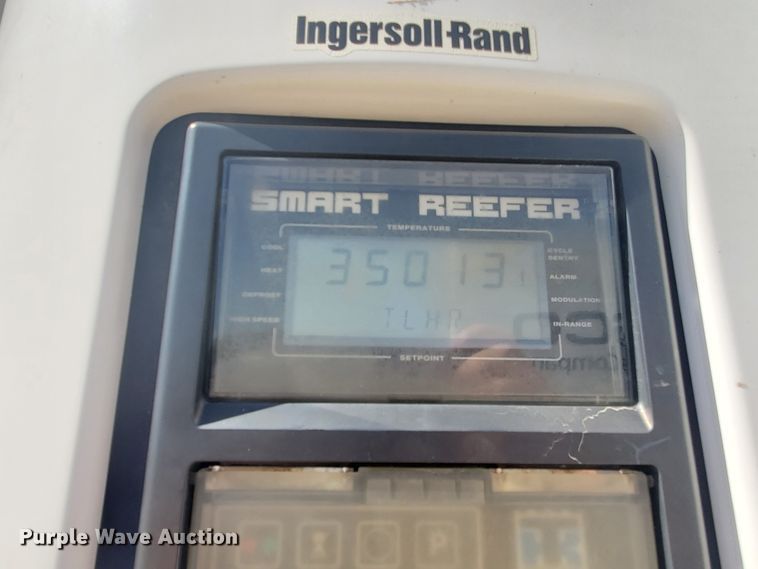 Ingersoll-Rand
SMART REEFER
TEMPERATURE
COOL
CYCLE SENTRY
HEAT
35013
ALARM
DEFROST
MODULATION
HIGH SPEED
TLHR
IN-RANGE
SETPOINT
Compan
P
Purple Wave Auction